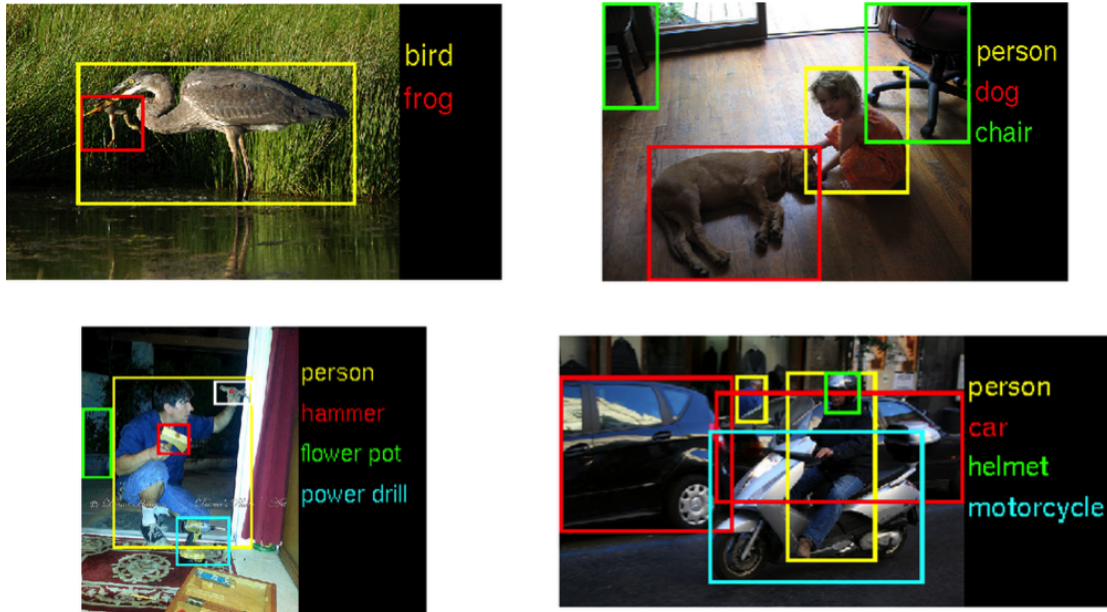 bird
frog
person
dog
chair
person
hammer
flower pot
power drill
person
car
helmet
motorcycle